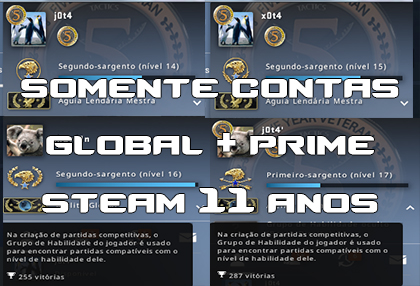 j0t4
x0t4
Segundo-sargento (nível 14)
Segundo-sargento (nível 15)
Águia Lendária Mestra
SOMENTE CONTAS
GLOBAL + PRIME
j0t4'
Segundo-sargento (nível 16)
Primeiro-sargento (nível 17)
STEAM 11 ANOS
Na criação de partidas competitivas, o
Grupo de Habilidade do jogador é usado
para encontrar partidas compatíveis com o
nível de habilidade dele.
255 vitórias
Na criação de partidas competitivas, o
Grupo de Habilidade do jogador é usado
para encontrar partidas compatíveis com o
nível de habilidade dele.
287 vitórias